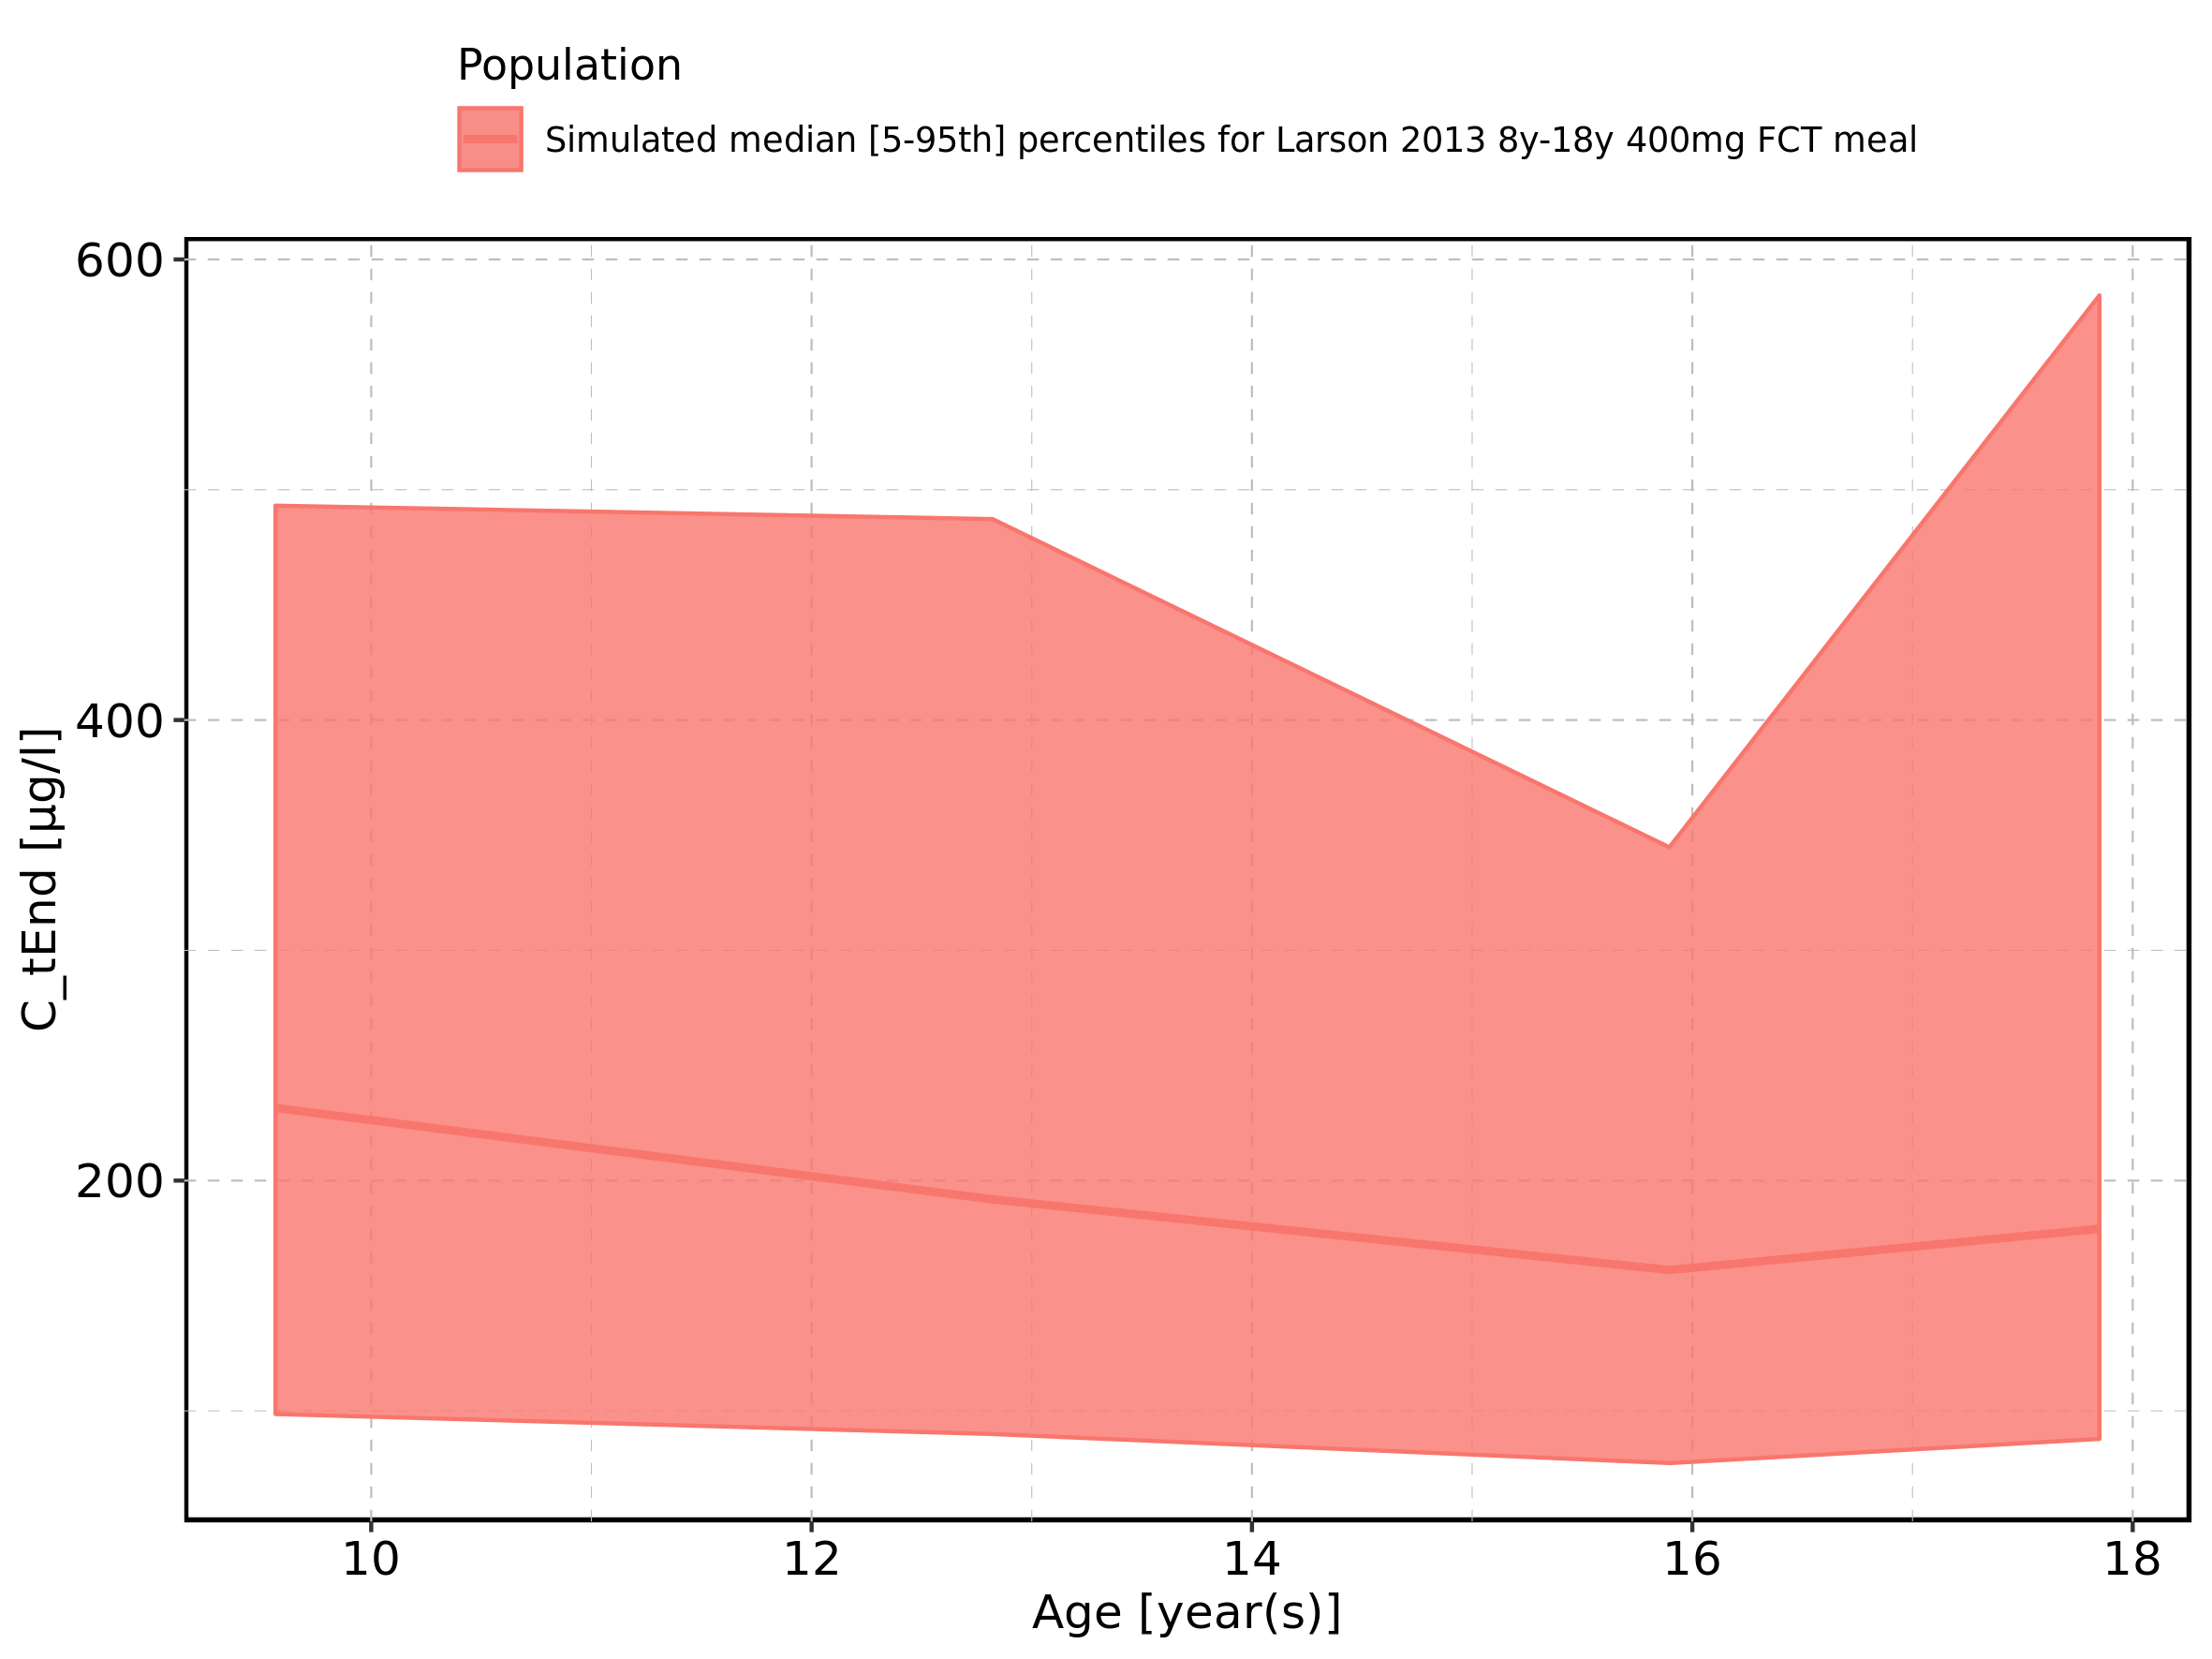 Population
Simulated median [5-95th] percentiles for Larson 2013 8y-18y 400mg FCT meal
600
400
200
C_tEnd [µg/l]
10 12 14 16 18
Age [year(s)]